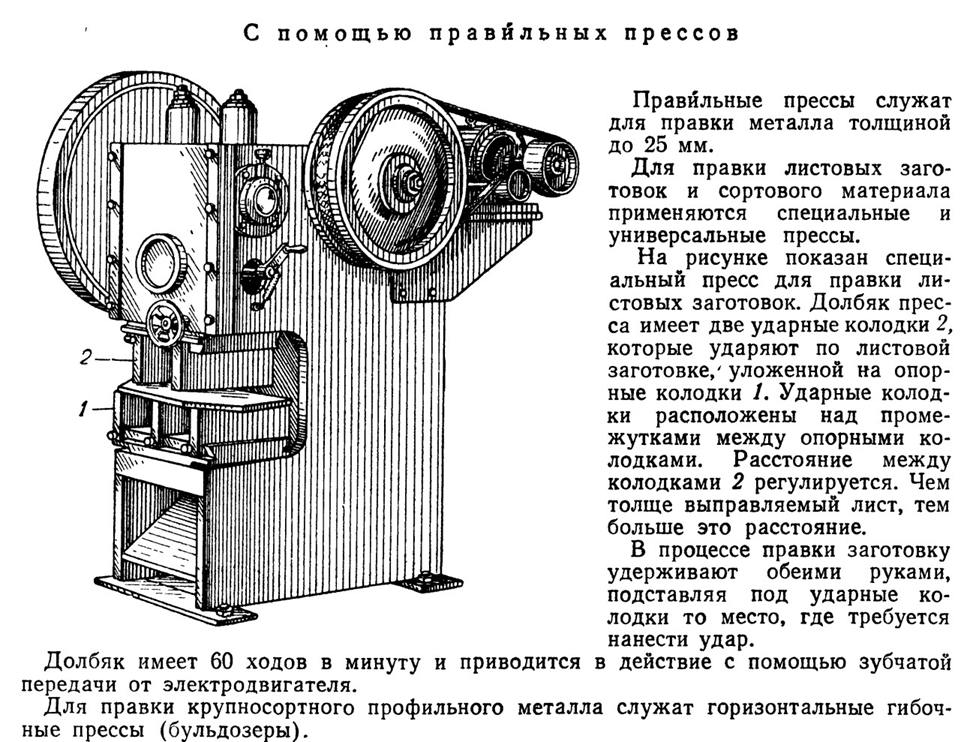 С помощью прави́льных прессов
Прави́льные прессы служат
для правки металла толщиной
до 25 мм.
Для правки листовых заго-
товок и сортового материала
применяются специальные и
универсальные прессы.
На рисунке показан специ-
альный пресс для правки ли-
стовых заготовок. Долбяк прес-
са имеет две ударные колодки 2,
которые ударяют по листовой
заготовке, уложенной на опор-
ные колодки 1. Ударные колод-
ки расположены над проме-
жутками между опорными ко-
лодками. Расстояние между
колодками 2 регулируется. Чем
толще выправляемый лист, тем
больше это расстояние.
В процессе правки заготовку
удерживают обеими руками,
подставляя под ударные ко-
лодки то место, где требуется
нанести удар.
2
1
Долбяк имеет 60 ходов в минуту и приводится в действие с помощью зубчатой
передачи от электродвигателя.
Для правки крупносортного профильного металла служат горизонтальные гибоч-
ные прессы (бульдозеры).